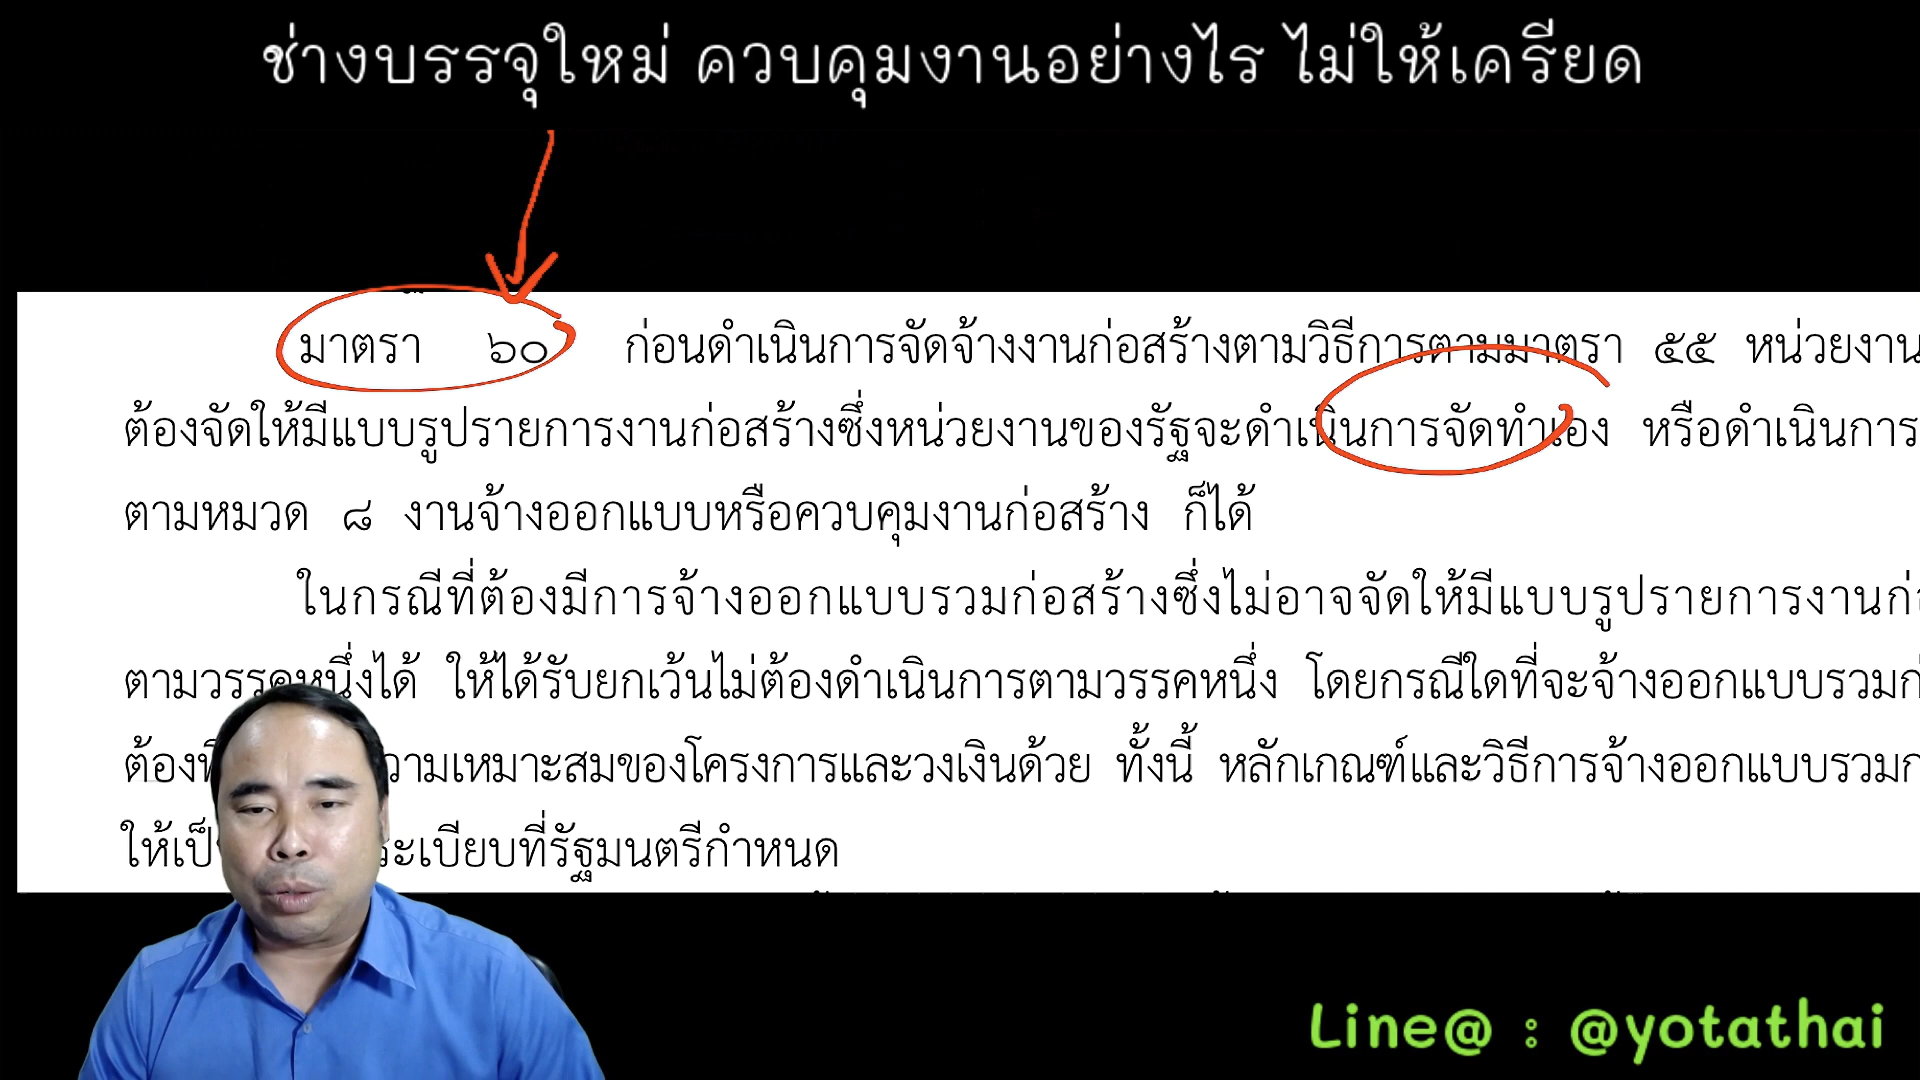 ช่างบรรจุใหม่ ควบคุมงานอย่างไร ไม่ให้เครียด
มาตรา ๖๐ ก่อนดำเนินการจัดจ้างงานก่อสร้างตามวิธีการตามมาตรา ๕๕ หน่วยงาน
ต้องจัดให้มีแบบรูปรายการงานก่อสร้างซึ่งหน่วยงานของรัฐจะดำเนินการจัดทำเอง หรือดำเนินการ
ตามหมวด ๘ งานจ้างออกแบบหรือควบคุมงานก่อสร้าง ก็ได้
ในกรณีที่ต้องมีการจ้างออกแบบรวมก่อสร้างซึ่งไม่อาจจัดให้มีแบบรูปรายการงาน
ตามวรรคหนึ่งได้ ให้ได้รับยกเว้นไม่ต้องดำเนินการตามวรรคหนึ่ง โดยกรณีใดที่จะจ้างออกแบบรวม
ต้อง ความเหมาะสมของโครงการและวงเงินด้วย ทั้งนี้ หลักเกณฑ์และวิธีการจ้างออกแบบรวม
ให้ ระเบียบที่รัฐมนตรีกำหนด
Line@ : @yotathai